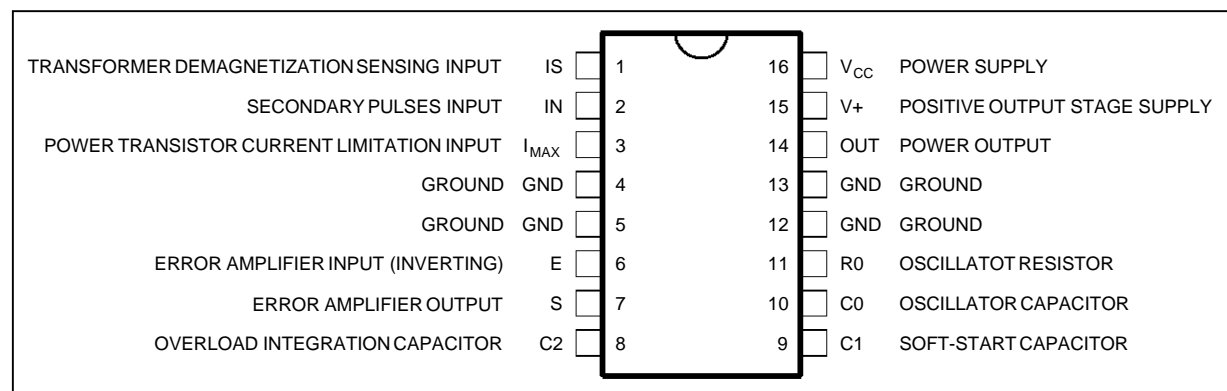 TRANSFORMER DEMAGNETIZATION SENSING INPUT IS 1 16 VCC POWER SUPPLY
SECONDARY PULSES INPUT IN 2 15 V+ POSITIVE OUTPUT STAGE SUPPLY
POWER TRANSISTOR CURRENT LIMITATION INPUT IMAX 3 14 OUT POWER OUTPUT
GROUND GND 4 13 GND GROUND
GROUND GND 5 12 GND GROUND
ERROR AMPLIFIER INPUT (INVERTING) E 6 11 R0 OSCILLATOT RESISTOR
ERROR AMPLIFIER OUTPUT S 7 10 C0 OSCILLATOR CAPACITOR
OVERLOAD INTEGRATION CAPACITOR C2 8 9 C1 SOFT-START CAPACITOR